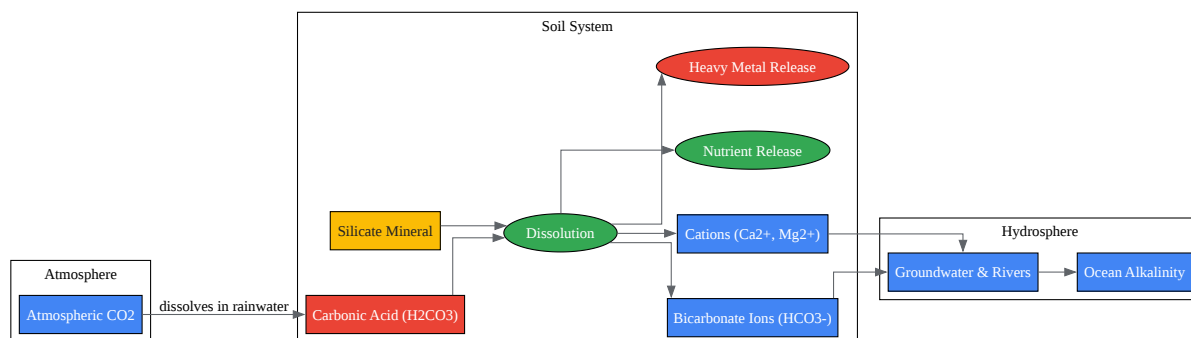 Soil System
Heavy Metal Release
Nutrient Release
Silicate Mineral
Dissolution
Cations (Ca2+, Mg2+)
Hydrosphere
Groundwater & Rivers
Ocean Alkalinity
Atmosphere
Atmospheric CO2
dissolves in rainwater
Carbonic Acid (H2CO3)
Bicarbonate Ions (HCO3-)